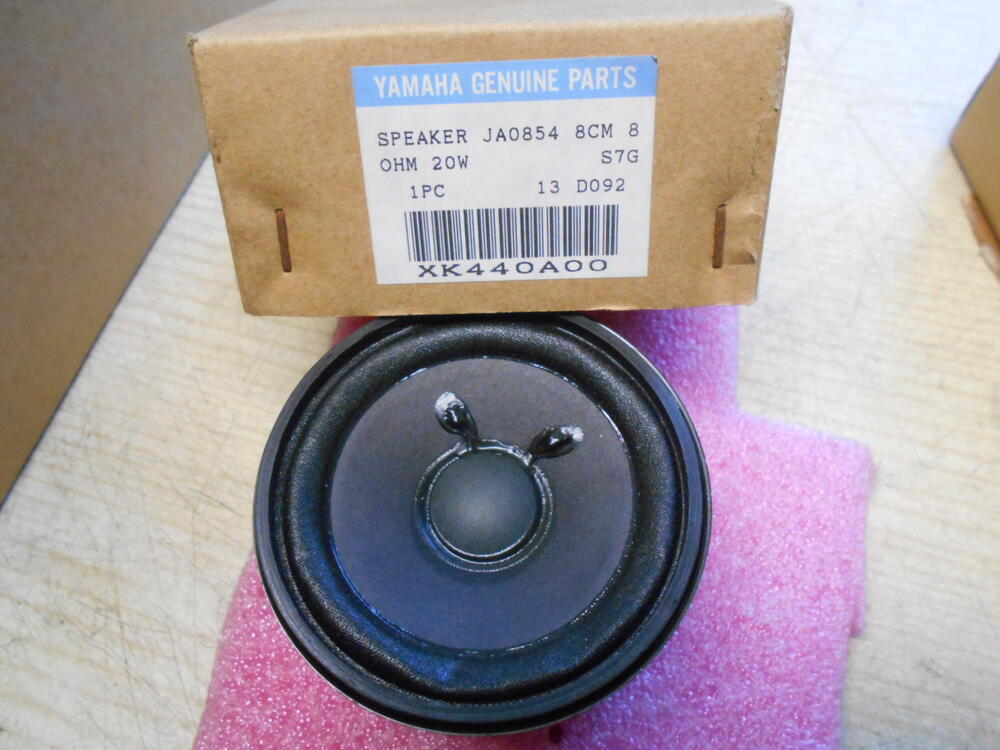 YAMAHA GENUINE PARTS
SPEAKER JA0854 8CM 8
OHM 20W S7G
1PC 13 D092
XK440A00